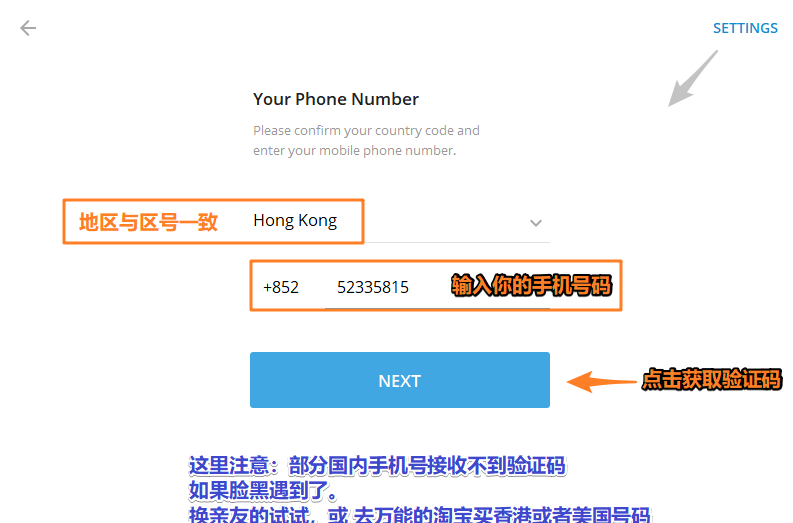 SETTINGS
Your Phone Number
Please confirm your country code and
enter your mobile phone number.
地区与区号一致 Hong Kong
+852 52335815 输入你的手机号码
NEXT
点击获取验证码
这里注意：部分国内手机号接收不到验证码
如果脸黑遇到了。
换亲友的试试，或 去万能的淘宝买香港或者美国号码